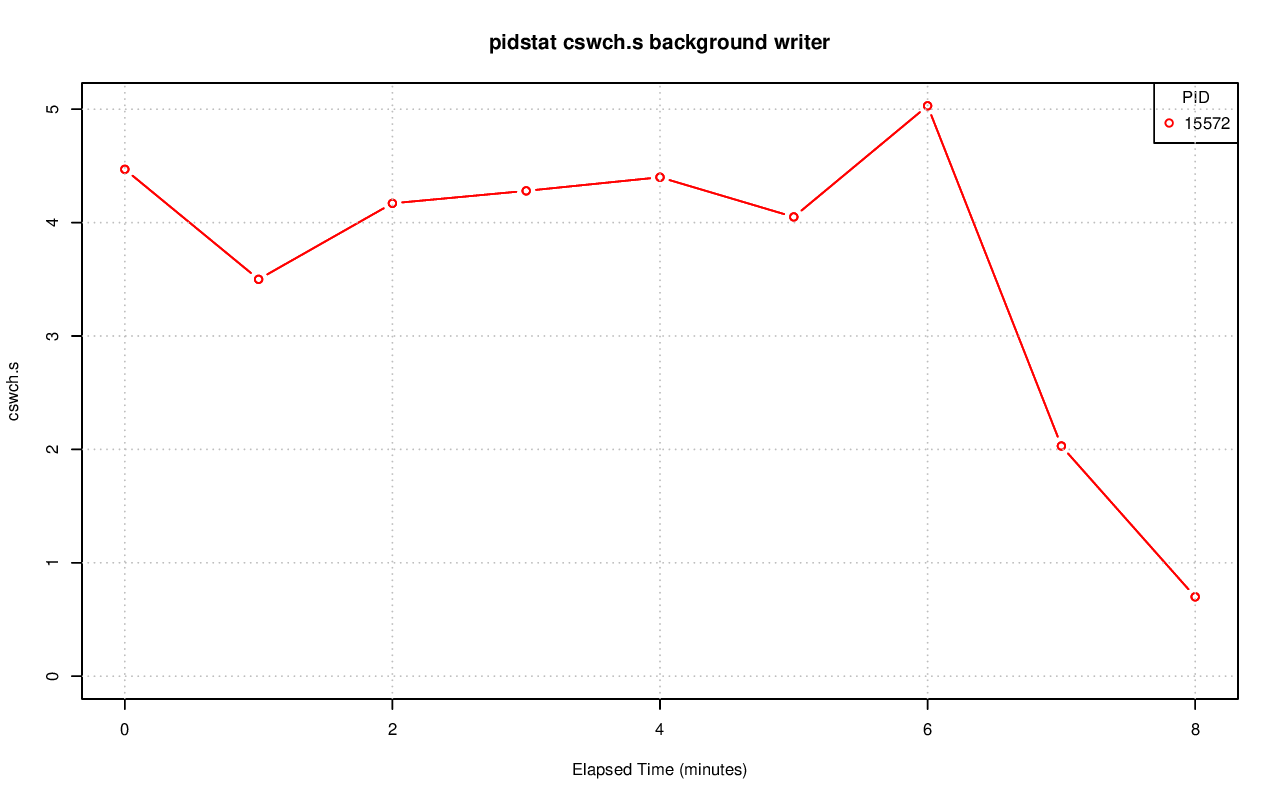 pidstat cswch.s background writer
PID
15572
5
4
3
2
1
0
cswch.s
0 2 4 6 8
Elapsed Time (minutes)